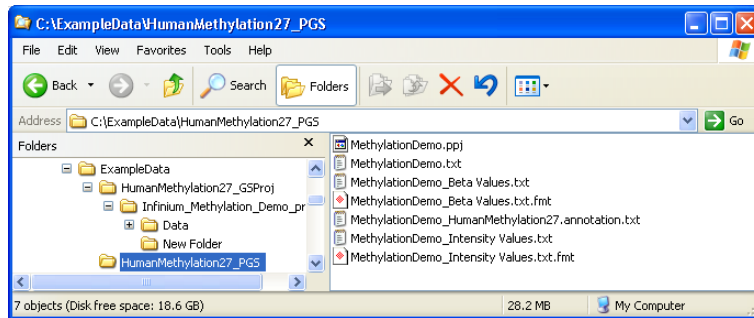 C:\ExampleData\HumanMethylation27_PGS
File Edit View Favorites Tools Help
Back Search Folders
Address C:\ExampleData\HumanMethylation27_PGS Go
Folders x
ExampleData
HumanMethylation27_GSProj
Infinium_Methylation_Demo_pr
Data
New Folder
HumanMethylation27_PGS
MethylationDemo.ppj
MethylationDemo.txt
MethylationDemo_Beta Values.txt
MethylationDemo_Beta Values.txt.fmt
MethylationDemo_HumanMethylation27.annotation.txt
MethylationDemo_Intensity Values.txt
MethylationDemo_Intensity Values.txt.fmt
7 objects (Disk free space: 18.6 GB) 28.2 MB My Computer